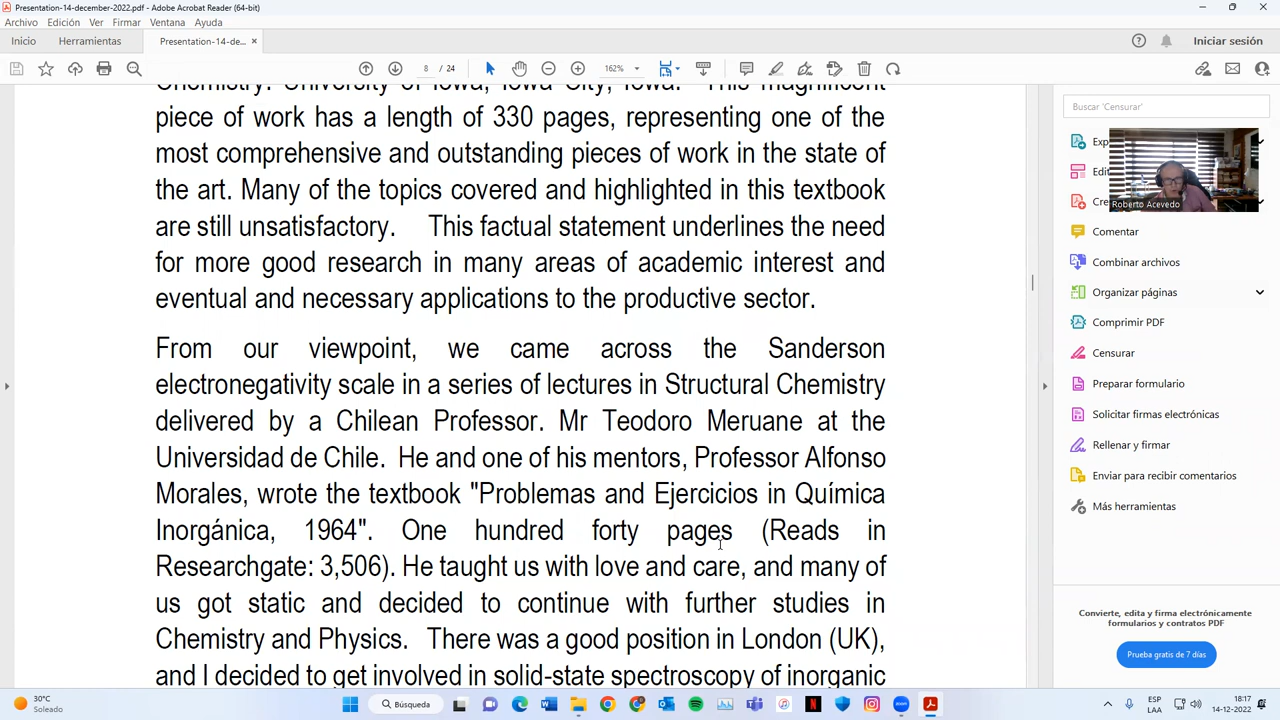 Presentation-14-december-2022.pdf - Adobe Acrobat Reader (64-bit)
Archivo Edición Ver Firmar Ventana Ayuda
Inicio Herramientas Presentation-14-de... × Iniciar sesión
8 / 24 162%
Chemistry. University of Iowa, Iowa City, Iowa. This magnificent
piece of work has a length of 330 pages, representing one of the
most comprehensive and outstanding pieces of work in the state of
the art. Many of the topics covered and highlighted in this textbook
are still unsatisfactory. This factual statement underlines the need
for more good research in many areas of academic interest and
eventual and necessary applications to the productive sector.
From our viewpoint, we came across the Sanderson
electronegativity scale in a series of lectures in Structural Chemistry
delivered by a Chilean Professor. Mr Teodoro Meruane at the
Universidad de Chile. He and one of his mentors, Professor Alfonso
Morales, wrote the textbook "Problemas and Ejercicios in Química
Inorgánica, 1964". One hundred forty pages (Reads in
Researchgate: 3,506). He taught us with love and care, and many of
us got static and decided to continue with further studies in
Chemistry and Physics. There was a good position in London (UK),
and I decided to get involved in solid-state spectroscopy of inorganic
Buscar 'Censurar'
Exp
Edi
Cre
Roberto Acevedo
Comentar
Combinar archivos
Organizar páginas
Comprimir PDF
Censurar
Preparar formulario
Solicitar firmas electrónicas
Rellenar y firmar
Enviar para recibir comentarios
Más herramientas
Convierte, edita y firma electrónicamente
formularios y contratos PDF
Prueba gratis de 7 días
30°C
Soleado
Búsqueda
ESP
LAA
18:17
14-12-2022